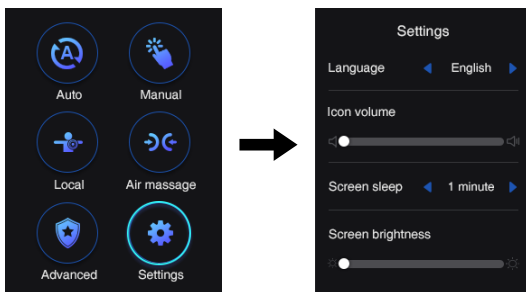 Auto Manual
Local Air massage
Advanced Settings
Settings
Language English
Icon volume
Screen sleep 1 minute
Screen brightness